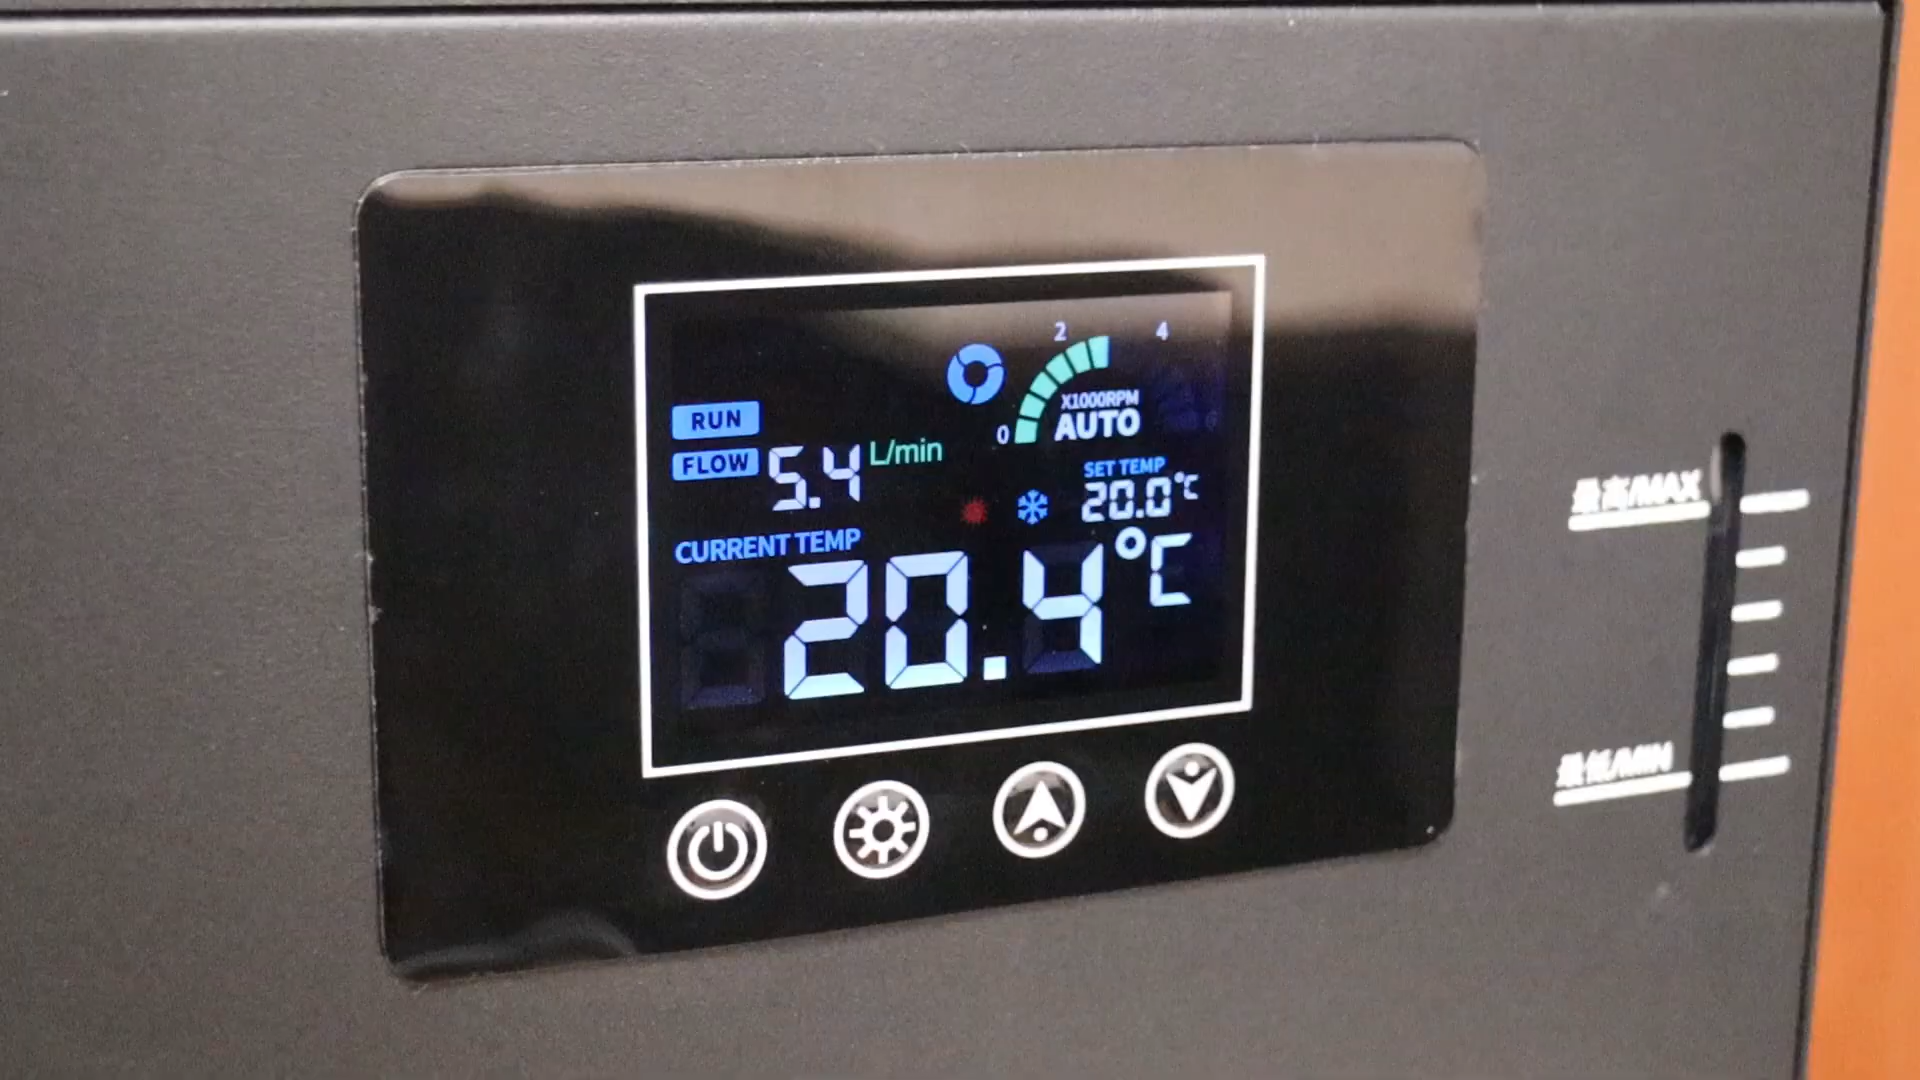 2 4
X1000RPM
0 AUTO
RUN
FLOW 5.4 L/min
SET TEMP
20.0℃
CURRENT TEMP
20.4℃
最高/MAX
最低/MIN